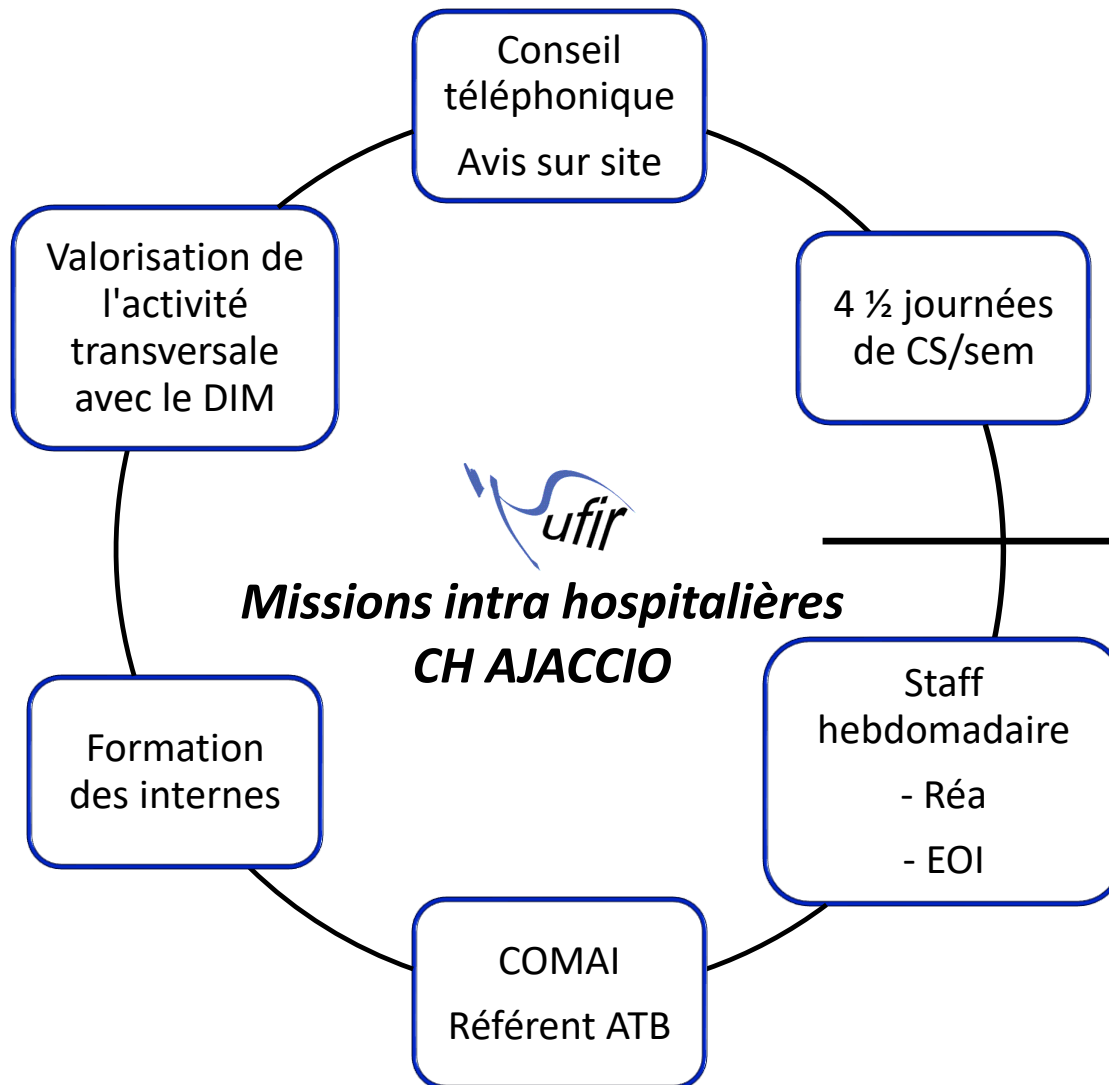 Conseil
téléphonique
Avis sur site
Valorisation de
l'activité
transversale
avec le DIM
4 ½ journées
de CS/sem
ufir
Missions intra hospitalières
CH AJACCIO
Staff
hebdomadaire
- Réa
- EOI
Formation
des internes
COMAI
Référent ATB